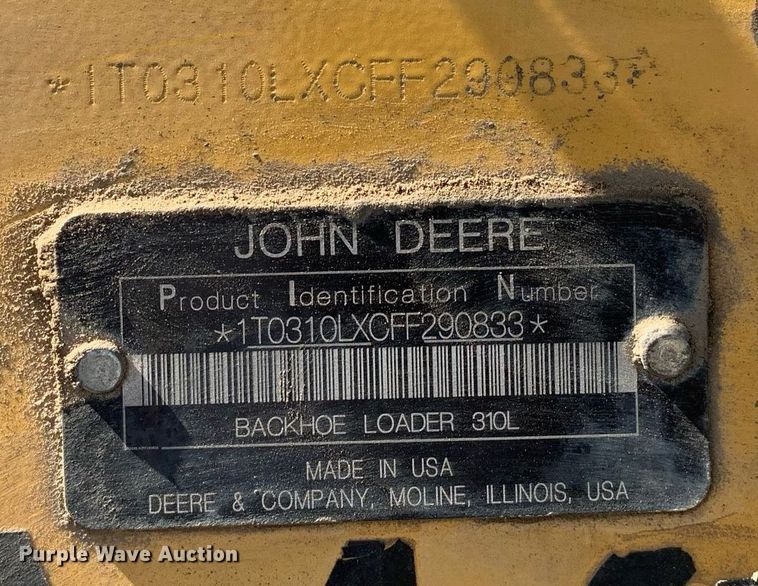 *1T0310LXCFF290833*
JOHN DEERE
Product Identification Number
*1T0310LXCFF290833*
BACKHOE LOADER 310L
MADE IN USA
DEERE & COMPANY, MOLINE, ILLINOIS, USA
Purple Wave Auction